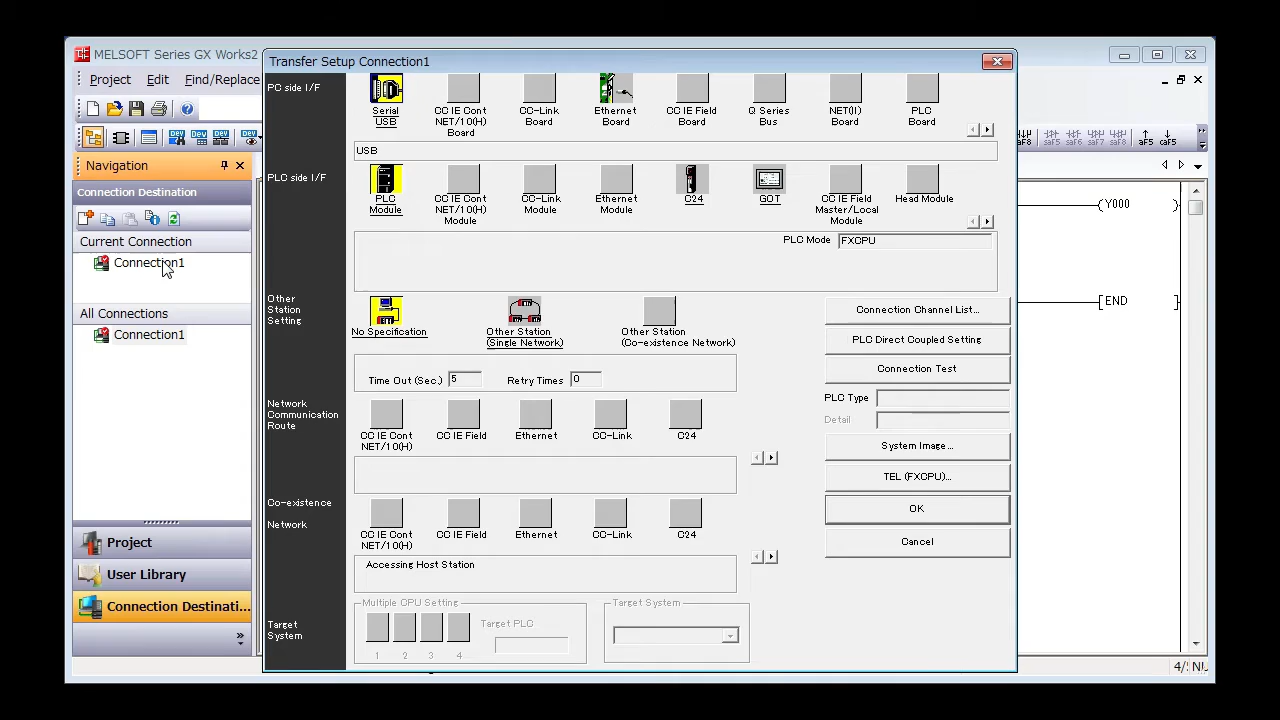 MELSOFT Series GX Works2
Transfer Setup Connection1
Project Edit Find/Replace
Navigation
Connection Destination
Current Connection
Connection1
All Connections
Connection1
Project
User Library
Connection Destinati...
PC side I/F
Serial
USB
CC IE Cont
NET/10(H)
Board
CC-Link
Board
Ethernet
Board
CC IE Field
Board
Q Series
Bus
NET(II)
Board
PLC
Board
USB
PLC side I/F
PLC
Module
CC IE Cont
NET/10(H)
Module
CC-Link
Module
Ethernet
Module
C24
GOT
CC IE Field
Master/Local
Module
Head Module
PLC Mode FXCPU
Other
Station
Setting
No Specification
Other Station
(Single Network)
Other Station
(Co-existence Network)
Time Out (Sec.) 5 Retry Times 0
Connection Channel List...
PLC Direct Coupled Setting
Connection Test
PLC Type
Detail
System Image...
TEL (FXCPU)...
OK
Cancel
Network
Communication
Route
CC IE Cont
NET/10(H)
CC IE Field
Ethernet
CC-Link
C24
Co-existence
Network
CC IE Cont
NET/10(H)
CC IE Field
Ethernet
CC-Link
C24
Accessing Host Station
Target
System
Multiple CPU Setting
1 2 3 4
Target PLC
Target System
aF8 saF5 saF6 saF7 saF8 aF5 caF5
Y000
END
4/